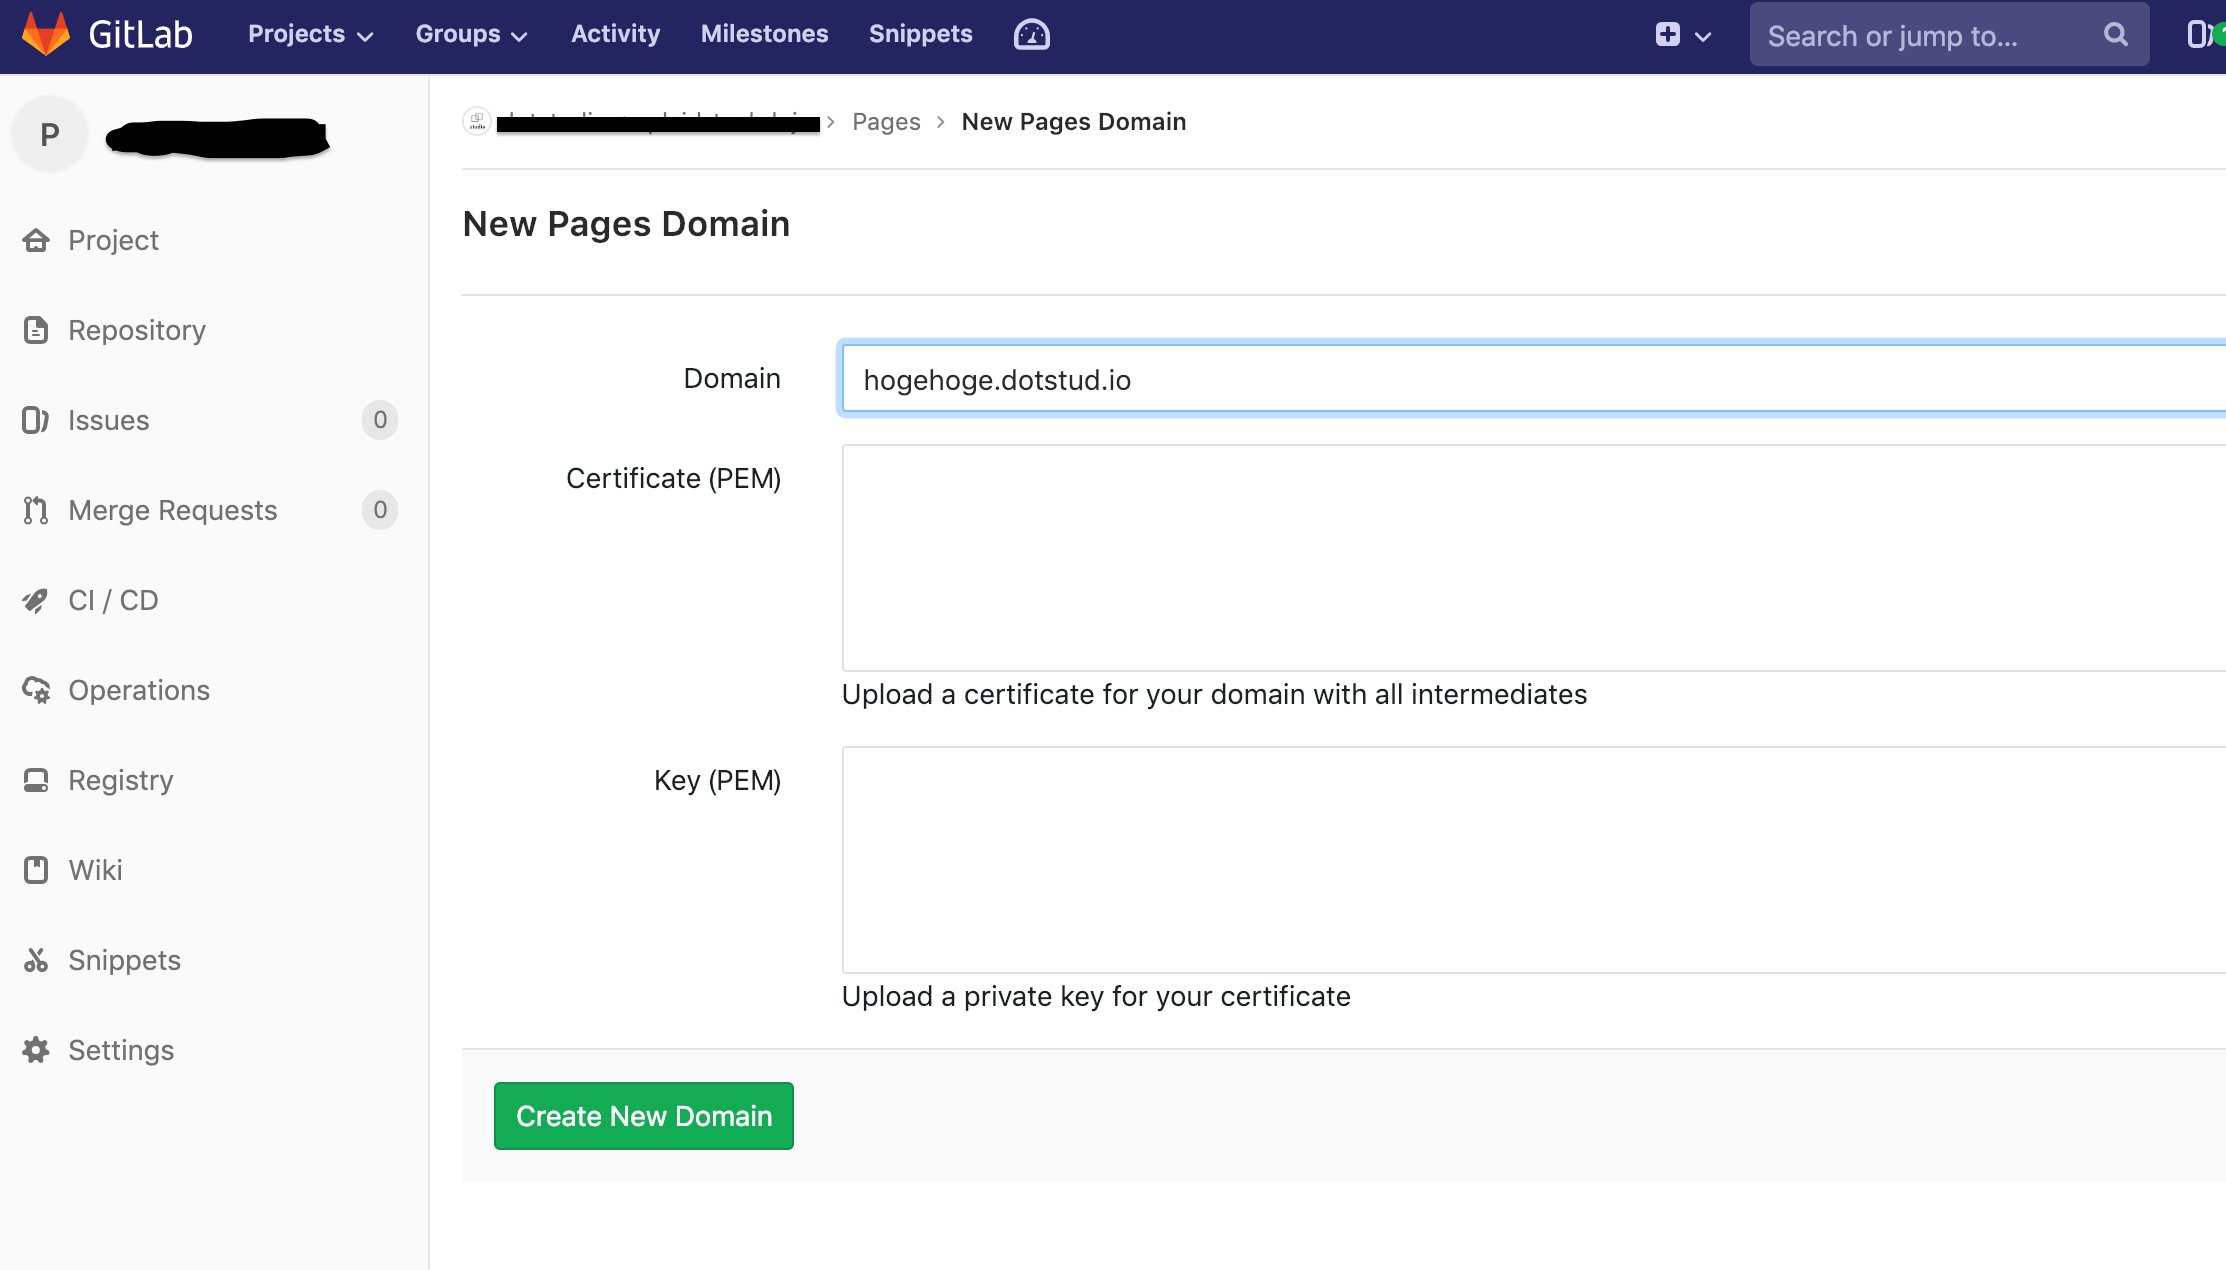 GitLab Projects Groups Activity Milestones Snippets Search or jump to...
P
Pages > New Pages Domain
Project
Repository
Issues 0
Merge Requests 0
CI / CD
Operations
Registry
Wiki
Snippets
Settings
New Pages Domain
Domain hogehoge.dotstud.io
Certificate (PEM)
Upload a certificate for your domain with all intermediates
Key (PEM)
Upload a private key for your certificate
Create New Domain